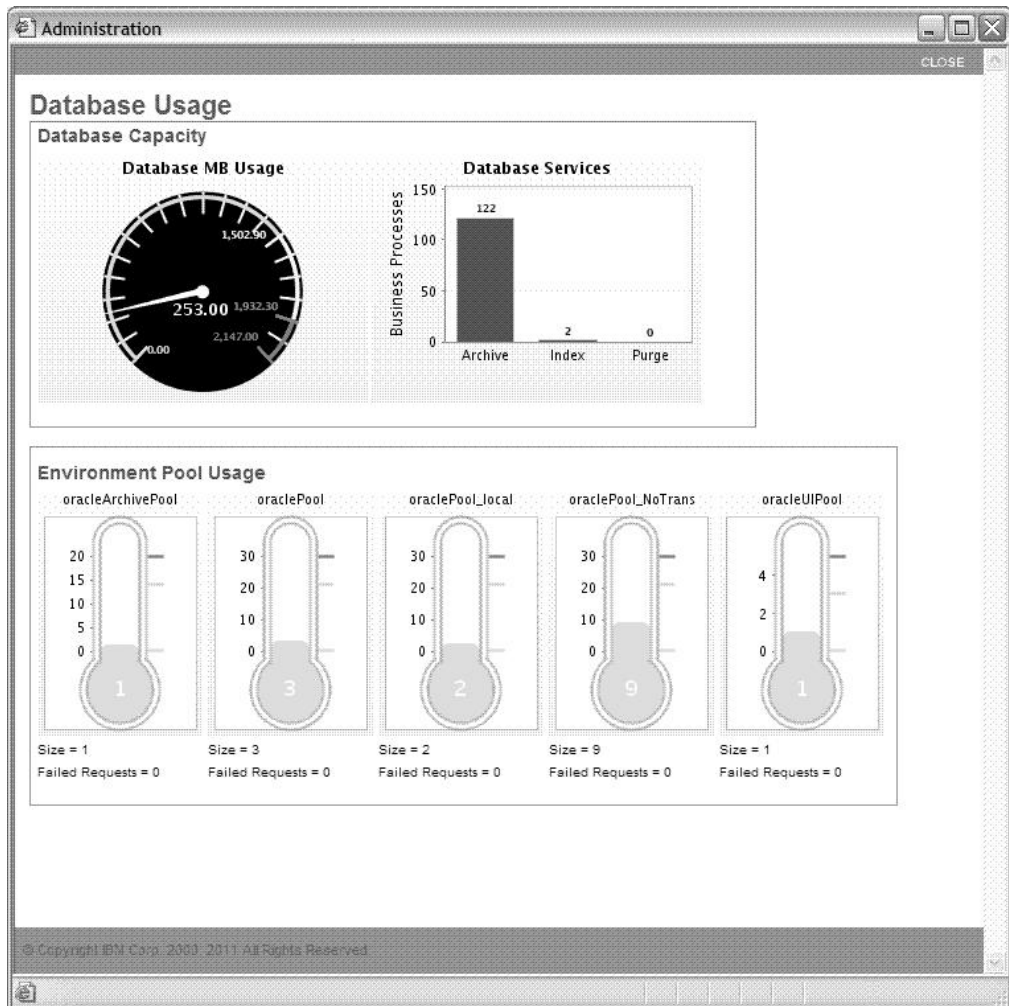 Administration
CLOSE
Database Usage
Database Capacity
Database MB Usage
1,502.90
253.00
1,932.30
2,147.00
0.00
Database Services
Business Processes
150
100
50
0
122
2
0
Archive Index Purge
Environment Pool Usage
oracleArchivePool oraclePool oraclePool_local oraclePool_NoTrans oracleUIPool
20
15
10
5
0
1
30
20
10
0
3
30
20
10
0
2
30
20
10
0
9
4
2
0
1
Size = 1 Size = 3 Size = 2 Size = 9 Size = 1
Failed Requests = 0 Failed Requests = 0 Failed Requests = 0 Failed Requests = 0 Failed Requests = 0
© Copyright IBM Corp. 2000, 2011 All Rights Reserved